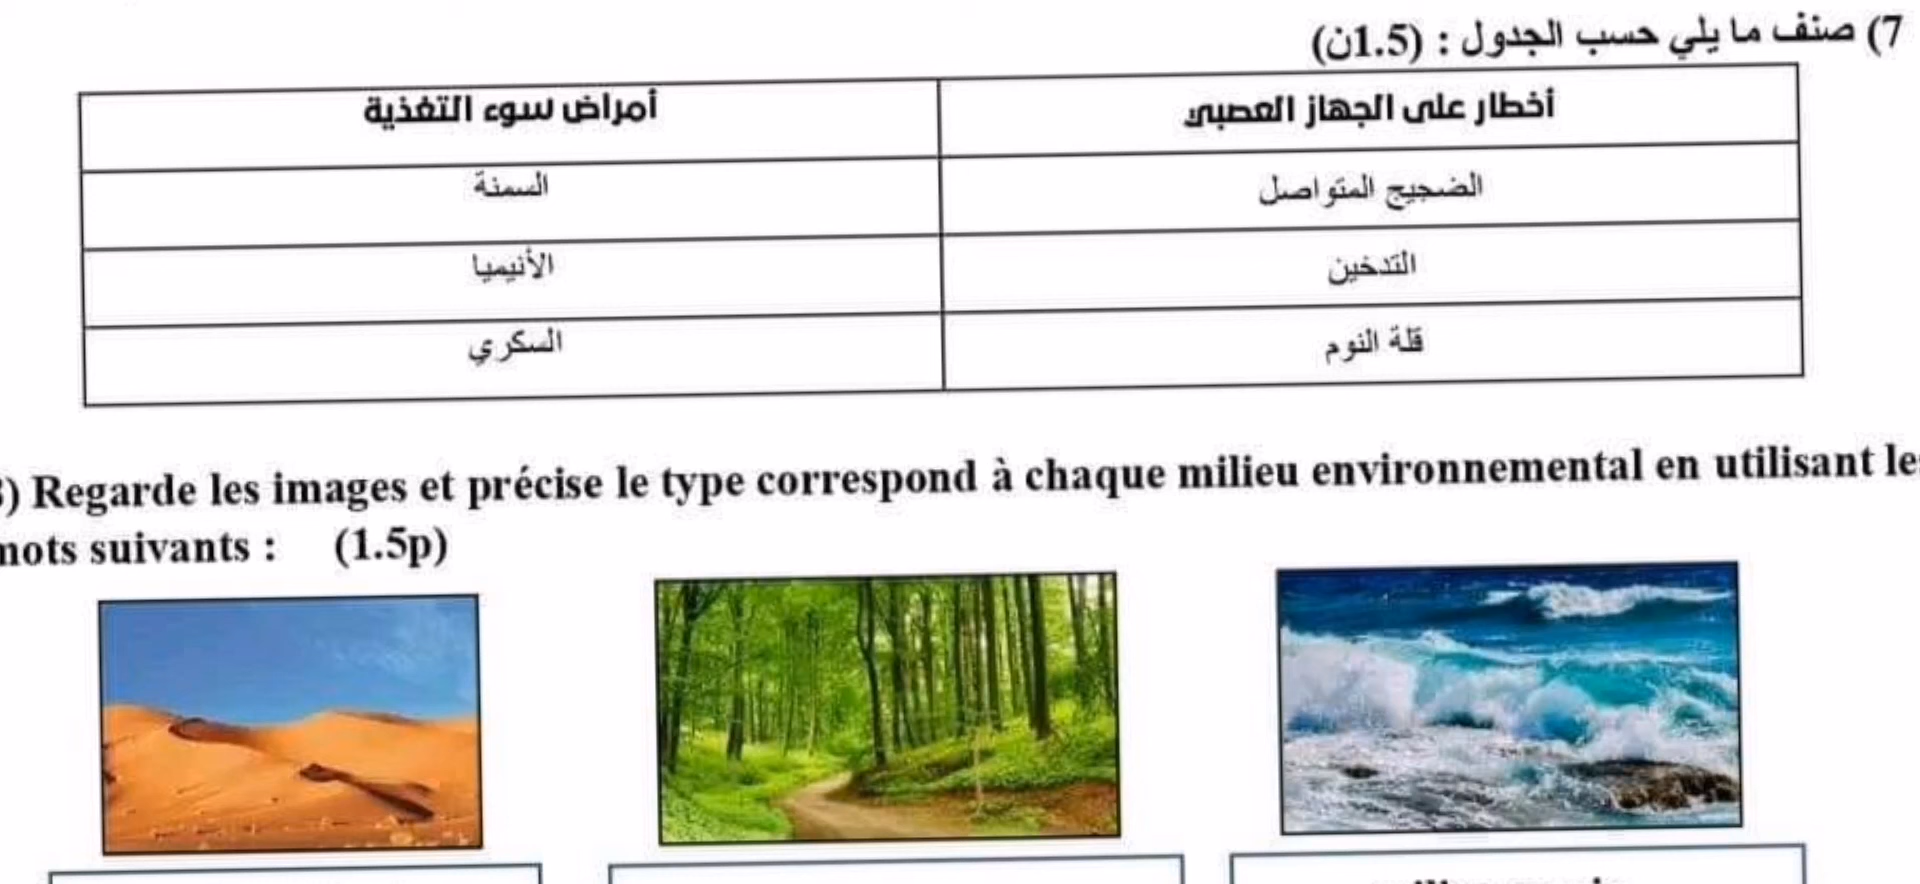 7) صنف ما يلي حسب الجدول : (1.5ن)
أخطار على الجهاز العصبي
أمراض سوء التغذية
الضجيج المتواصل
السمنة
التدخين
الأنيميا
قلة النوم
السكري
) Regarde les images et précise le type correspond à chaque milieu environnemental en utilisant le
mots suivants : (1.5p)